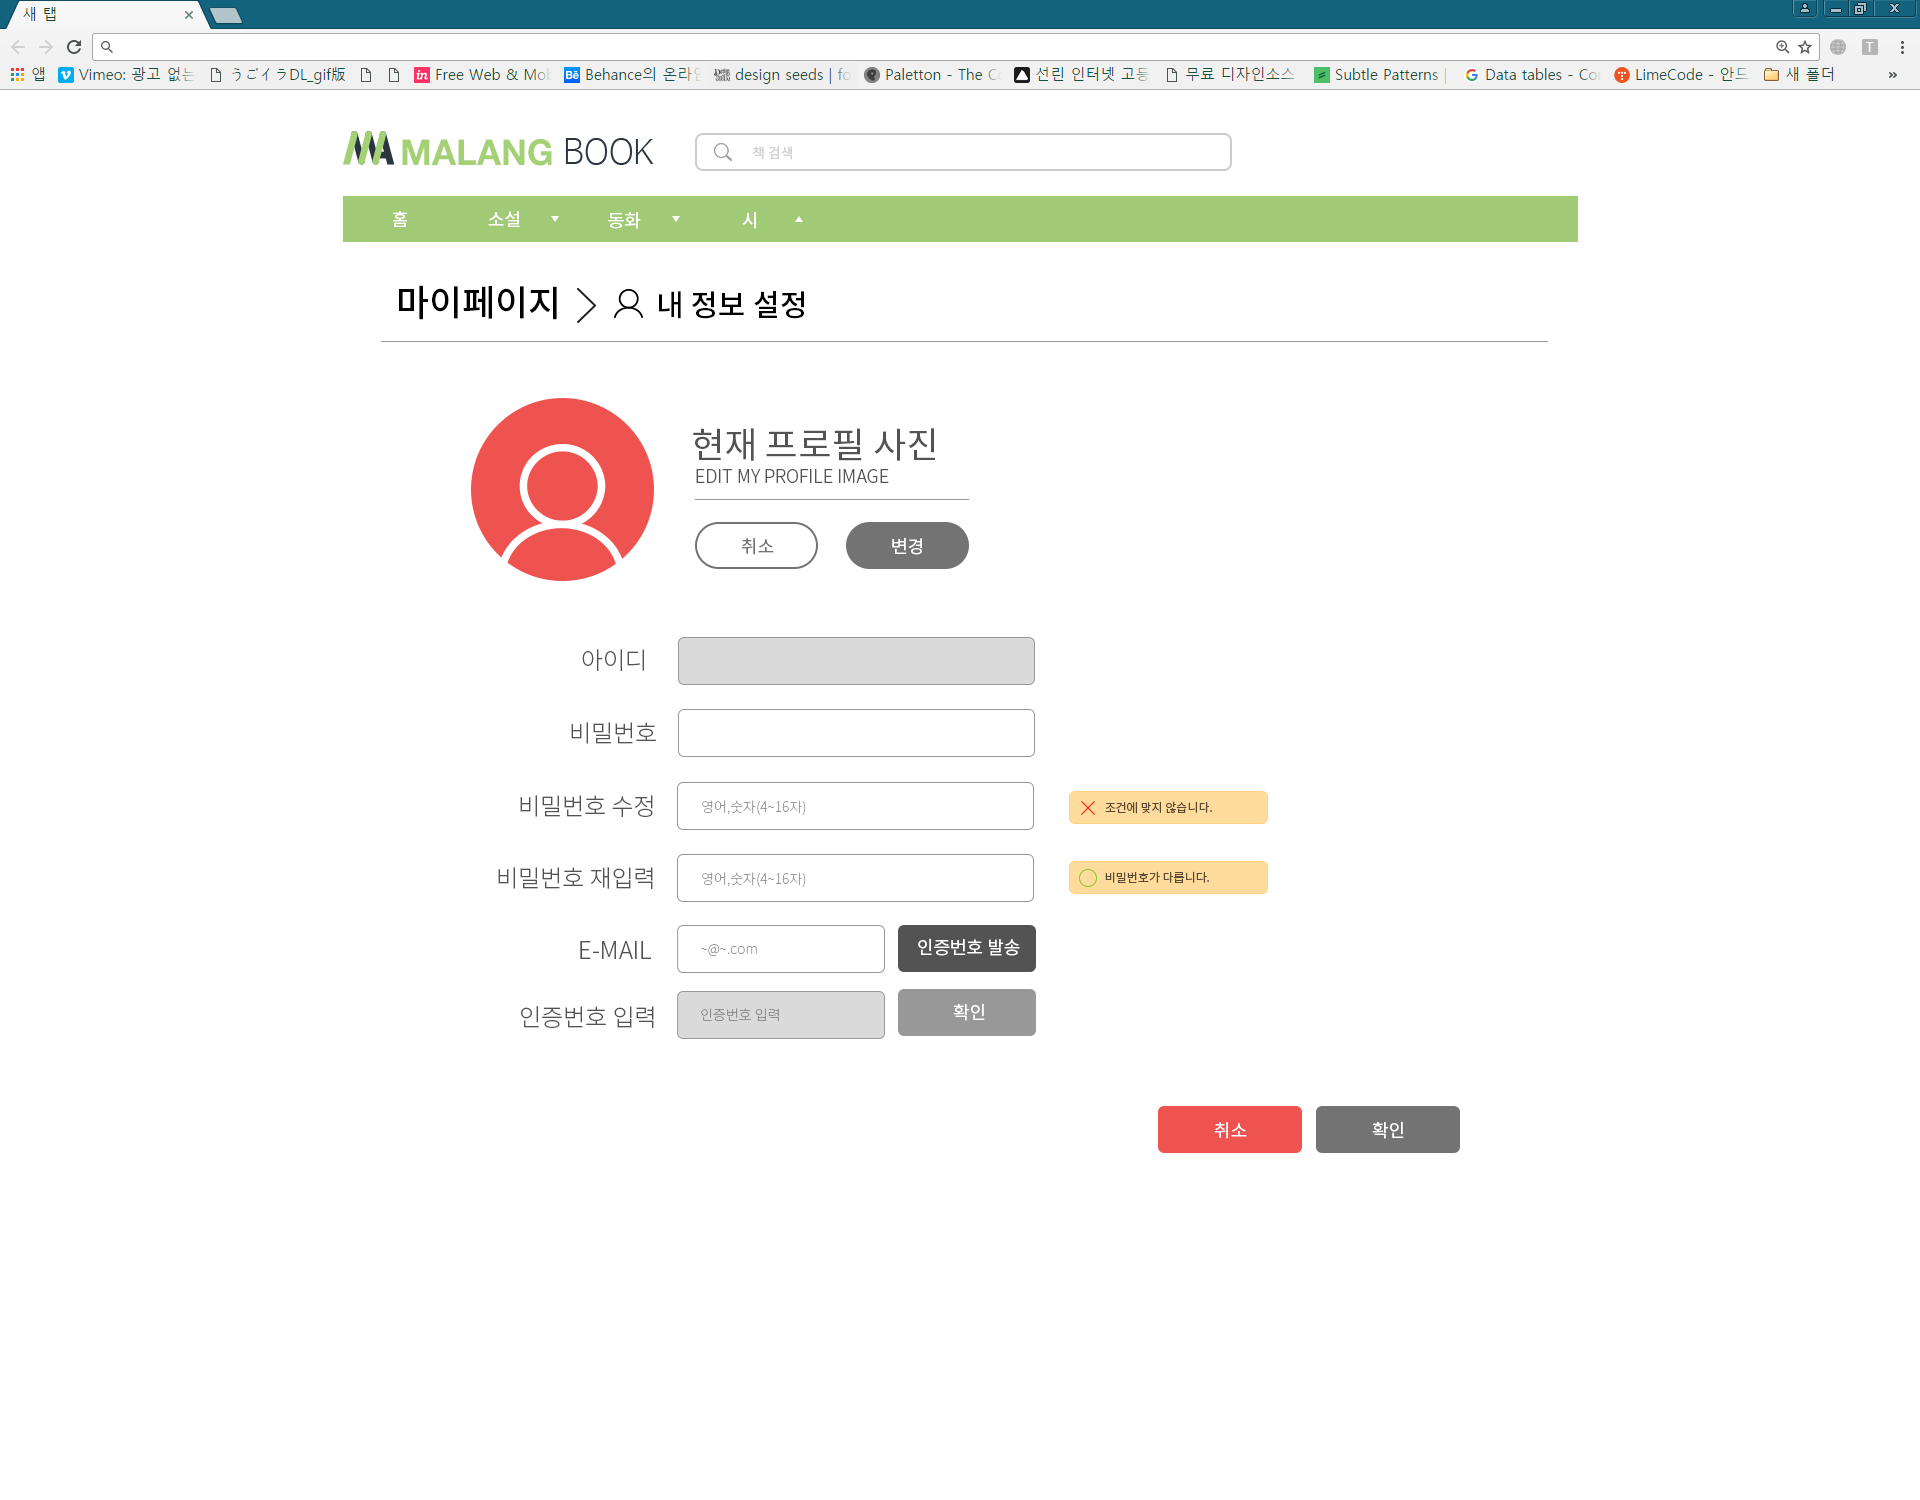 새 탭
앱 Vimeo: 광고 없는 うごイラDL_gif版 Free Web & Mob Behance의 온라인 design seeds | fo Paletton - The Co 선린 인터넷 고등 무료 디자인소스 Subtle Patterns | Data tables - Con LimeCode - 안드 새 폴더 »
MALANG BOOK
책 검색
홈 소설 동화 시
마이페이지 내 정보 설정
현재 프로필 사진
EDIT MY PROFILE IMAGE
취소 변경
아이디
비밀번호
비밀번호 수정 영어,숫자(4~16자) 조건에 맞지 않습니다.
비밀번호 재입력 영어,숫자(4~16자) 비밀번호가 다릅니다.
E-MAIL ~@~.com 인증번호 발송
인증번호 입력 인증번호 입력 확인
취소 확인